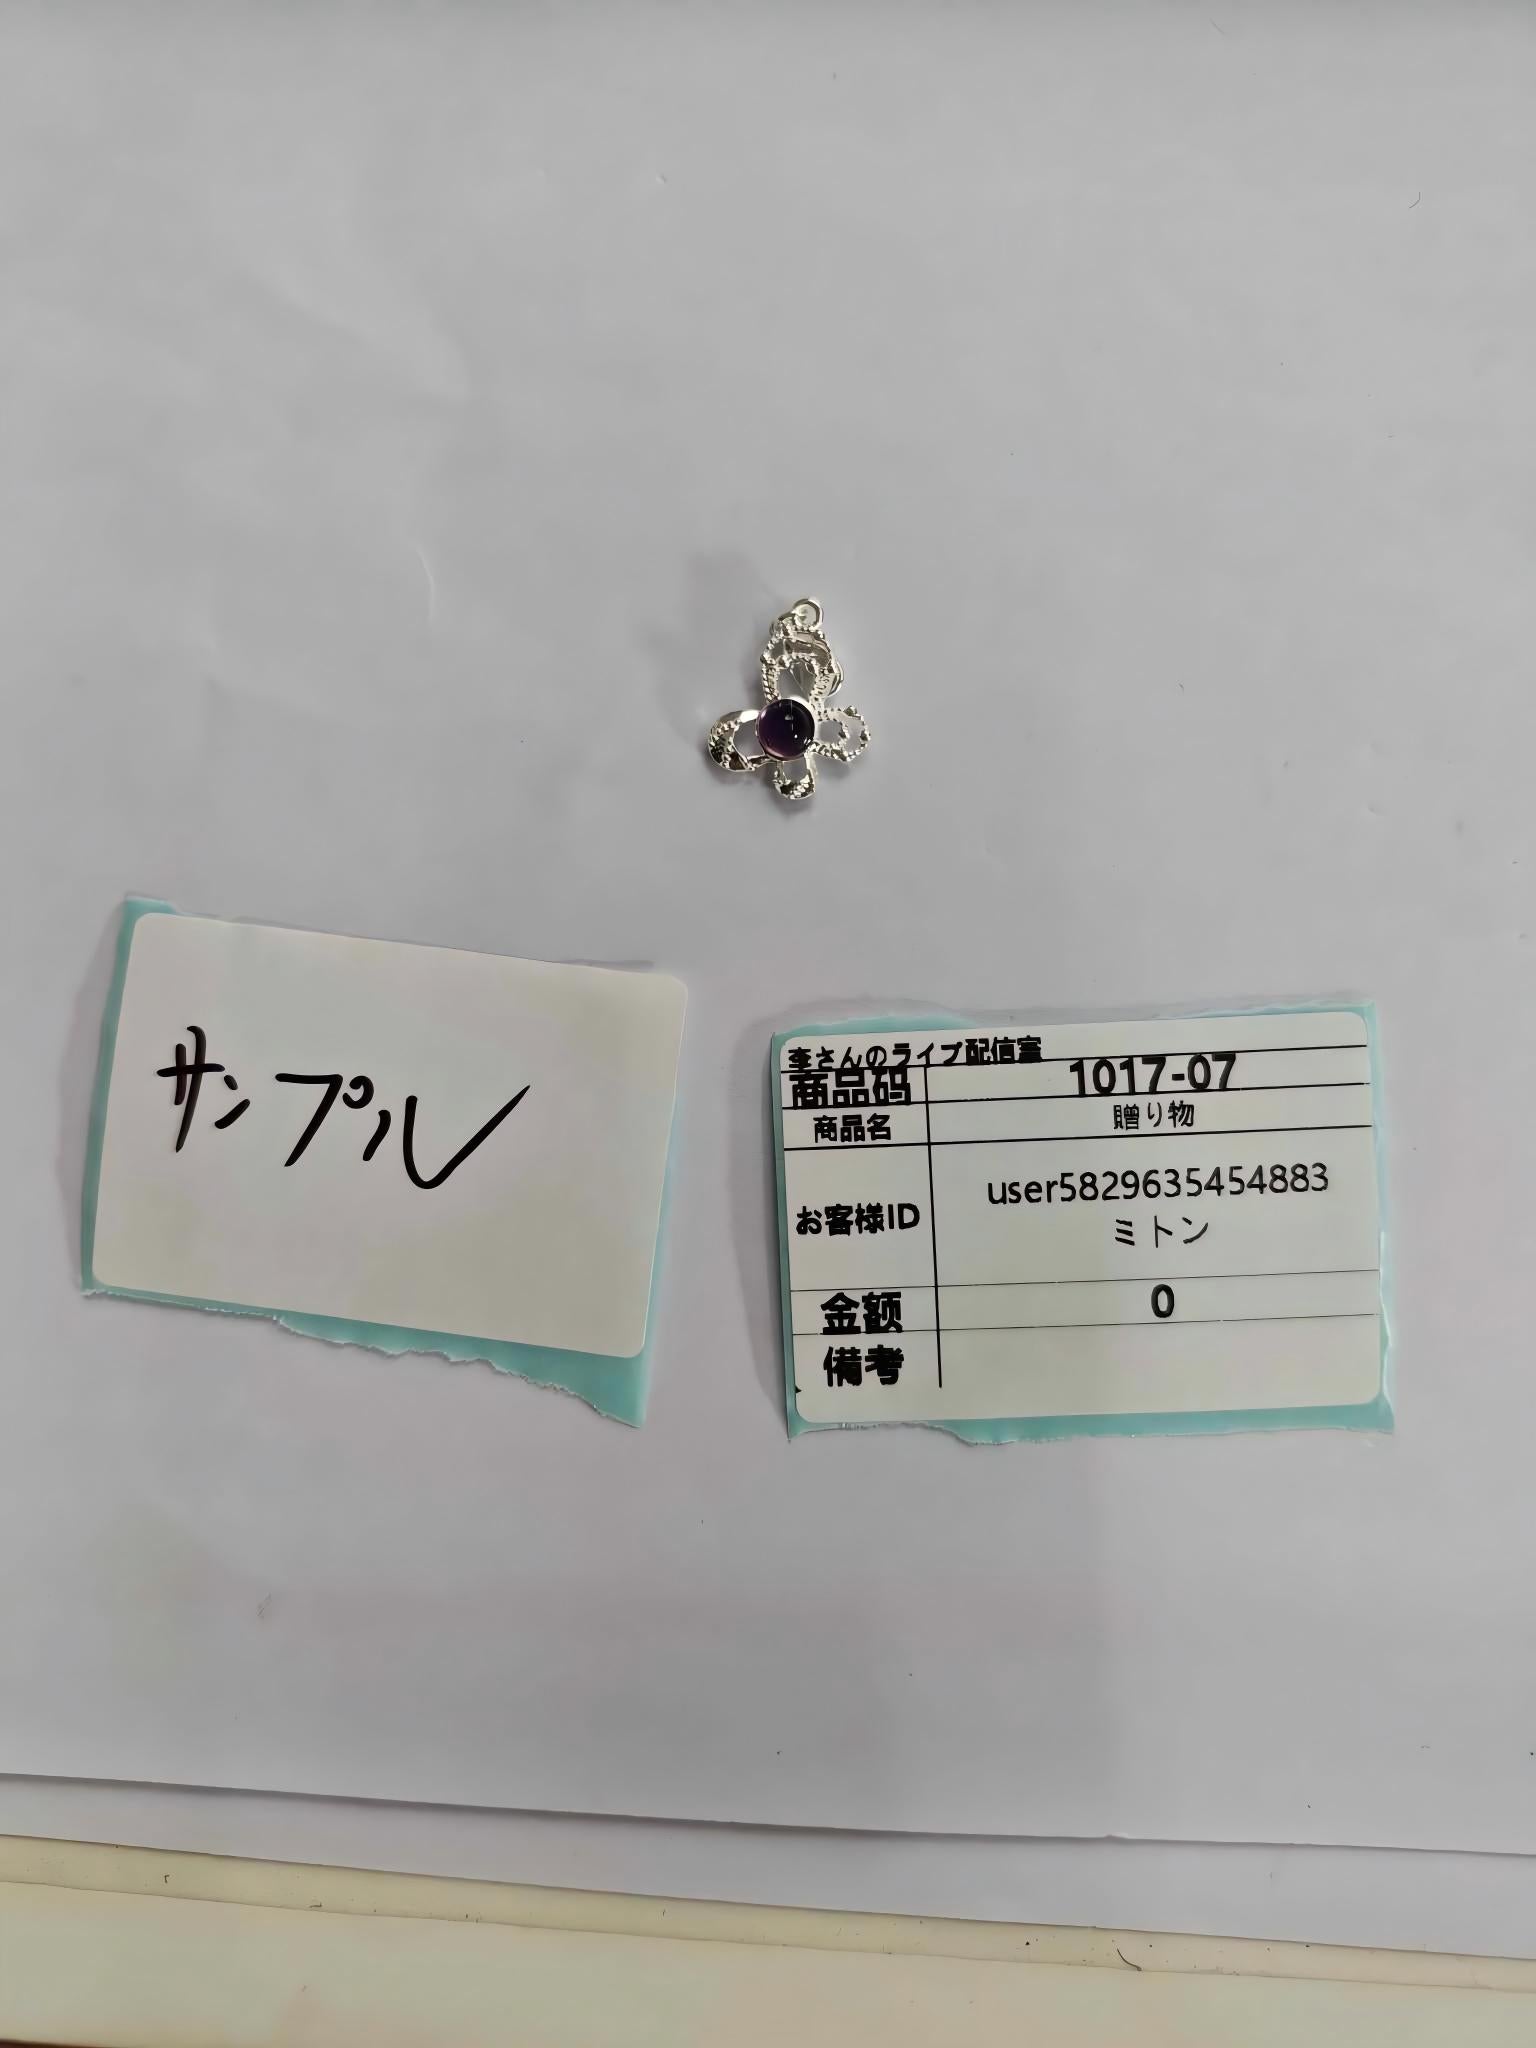 サンプル
李さんのライブ配信室
商品码 1017-07
商品名 贈り物
お客様ID user5829635454883
ミトン
金额 0
備考